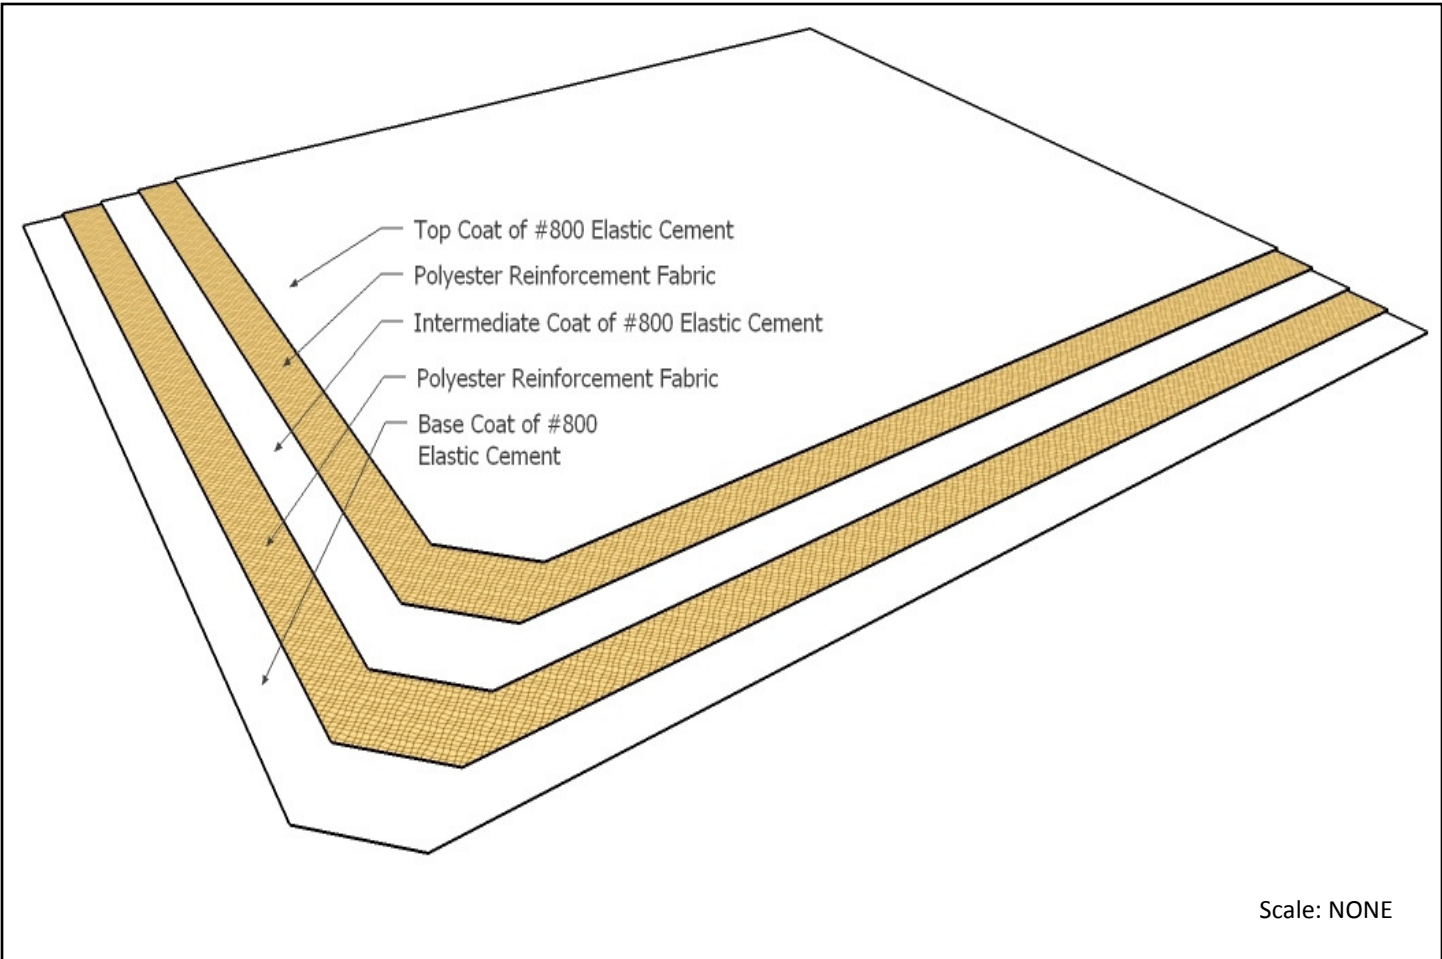 Top Coat of #800 Elastic Cement
Polyester Reinforcement Fabric
Intermediate Coat of #800 Elastic Cement
Polyester Reinforcement Fabric
Base Coat of #800
Elastic Cement
Scale: NONE